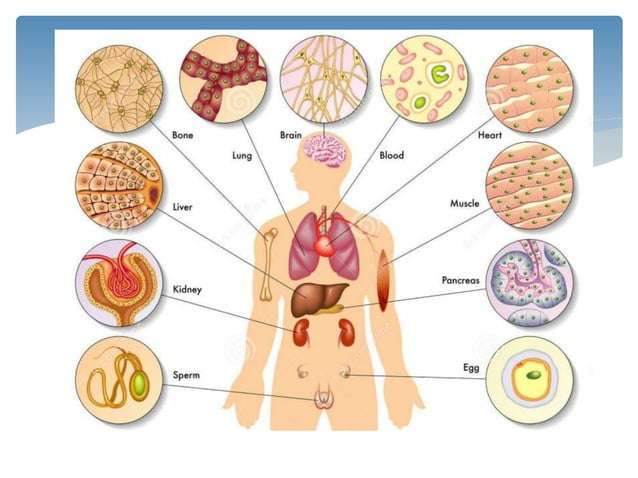 Bone
Lung
Brain
Blood
Heart
Liver
Muscle
Kidney
Pancreas
Sperm
Egg